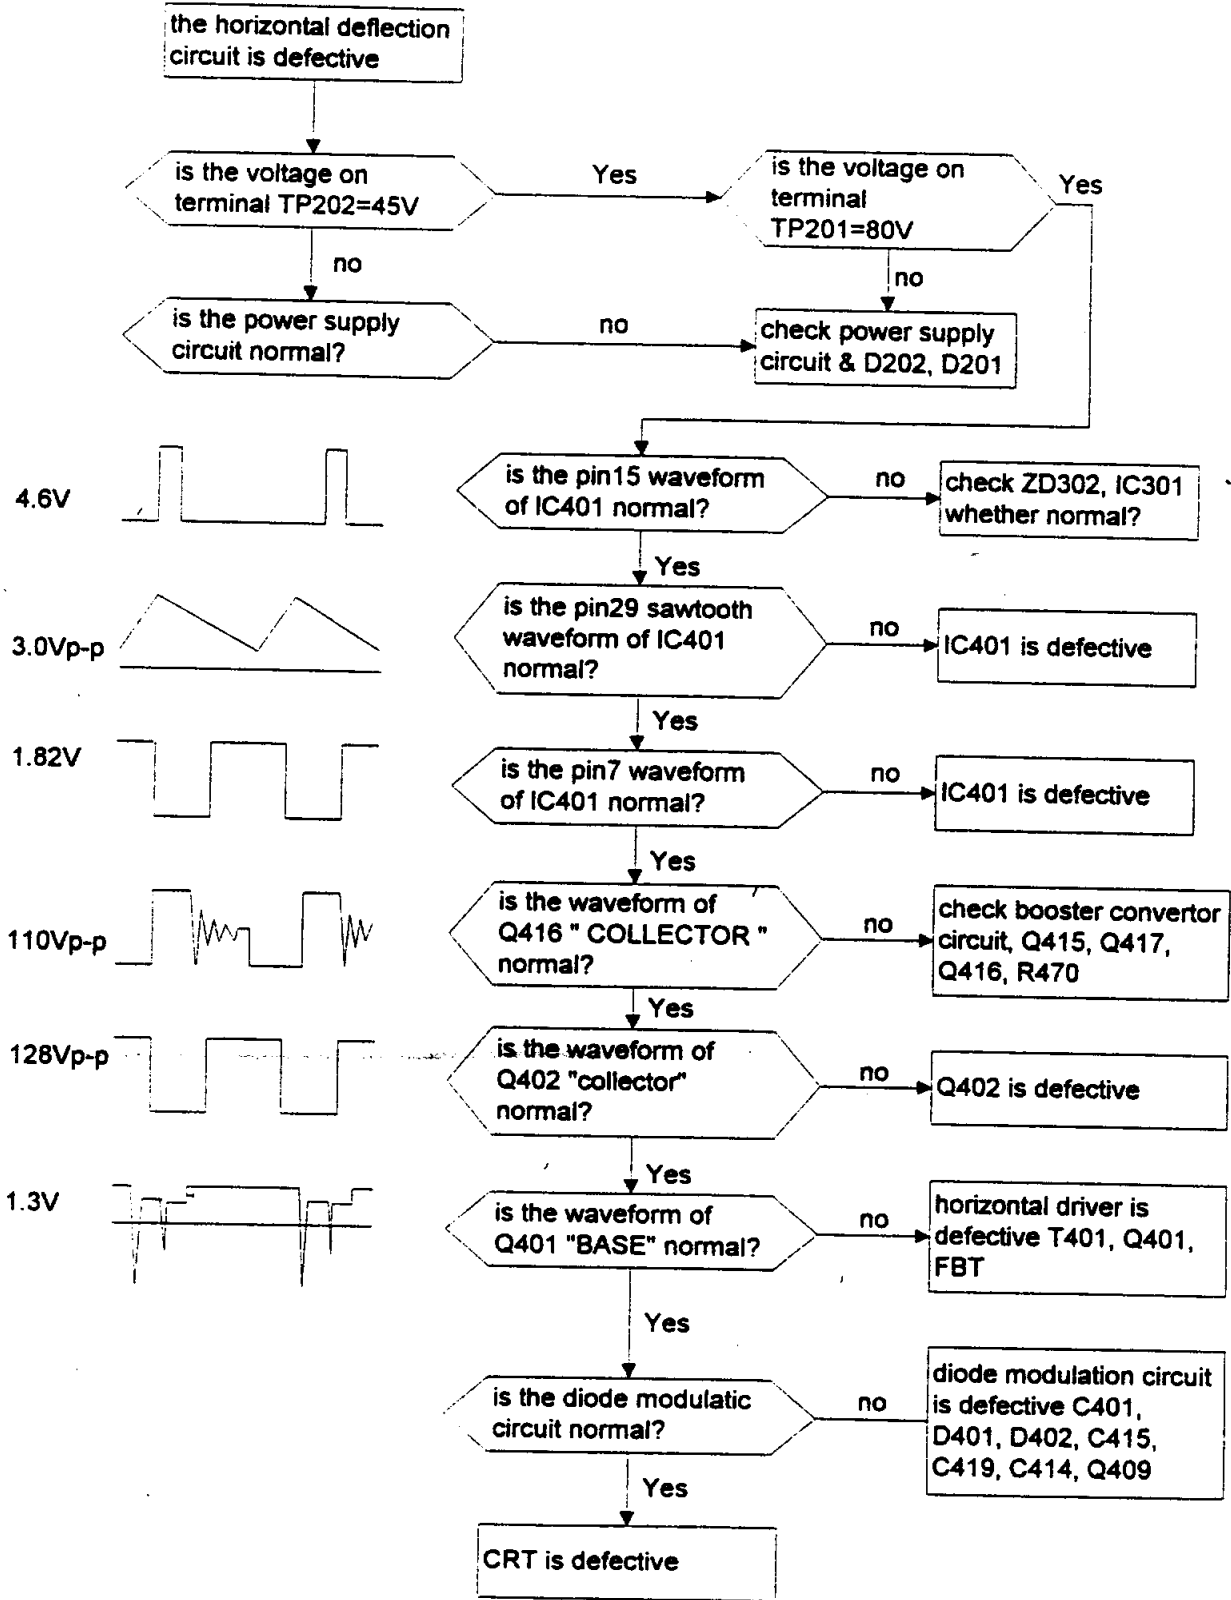 the horizontal deflection
circuit is defective
is the voltage on
terminal TP202=45V
Yes
is the voltage on
terminal
TP201=80V
Yes
no
no
is the power supply
circuit normal?
no
check power supply
circuit & D202, D201
4.6V
is the pin15 waveform
of IC401 normal?
no
check ZD302, IC301
whether normal?
Yes
3.0Vp-p
is the pin29 sawtooth
waveform of IC401
normal?
no
IC401 is defective
Yes
1.82V
is the pin7 waveform
of IC401 normal?
no
IC401 is defective
Yes
110Vp-p
is the waveform of
Q416 " COLLECTOR "
normal?
no
check booster convertor
circuit, Q415, Q417,
Q416, R470
Yes
128Vp-p
is the waveform of
Q402 "collector"
normal?
no
Q402 is defective
Yes
1.3V
is the waveform of
Q401 "BASE" normal?
no
horizontal driver is
defective T401, Q401,
FBT
Yes
is the diode modulatic
circuit normal?
no
diode modulation circuit
is defective C401,
D401, D402, C415,
C419, C414, Q409
Yes
CRT is defective